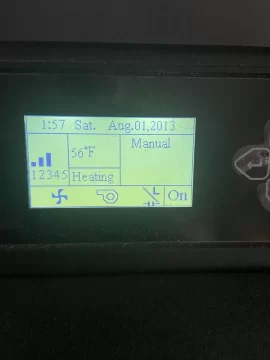 1:57 Sat. Aug.01,2013
56°F
Manual
12345
Heating
On